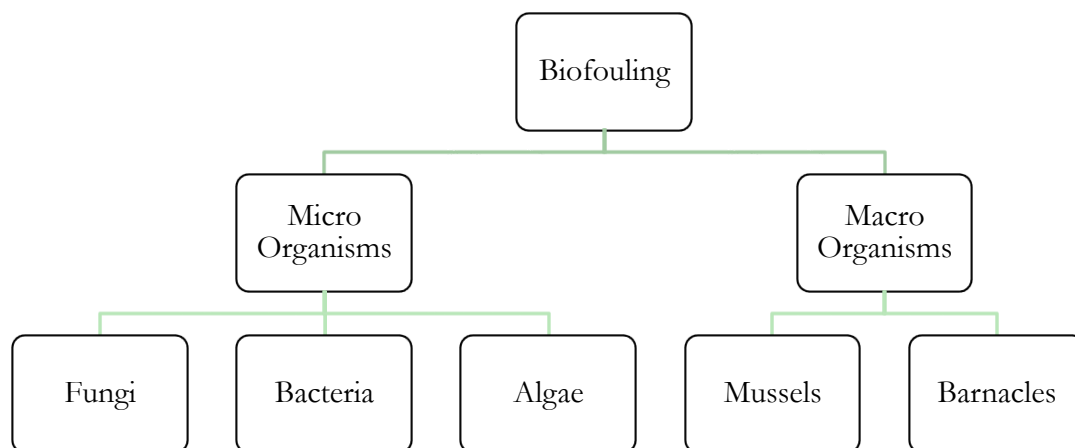 Biofouling
Micro
Organisms
Macro
Organisms
Fungi
Bacteria
Algae
Mussels
Barnacles